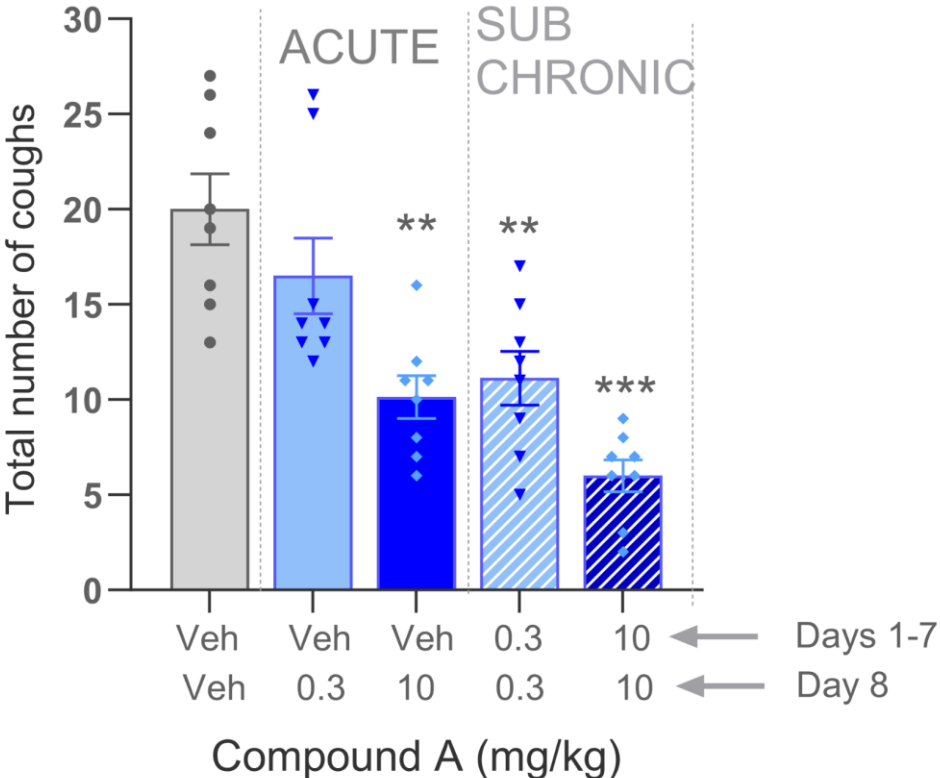 30
25
20
15
10
5
0
Total number of coughs
ACUTE
SUB
CHRONIC
**
**
***
Veh Veh Veh 0.3 10 Days 1-7
Veh 0.3 10 0.3 10 Day 8
Compound A (mg/kg)